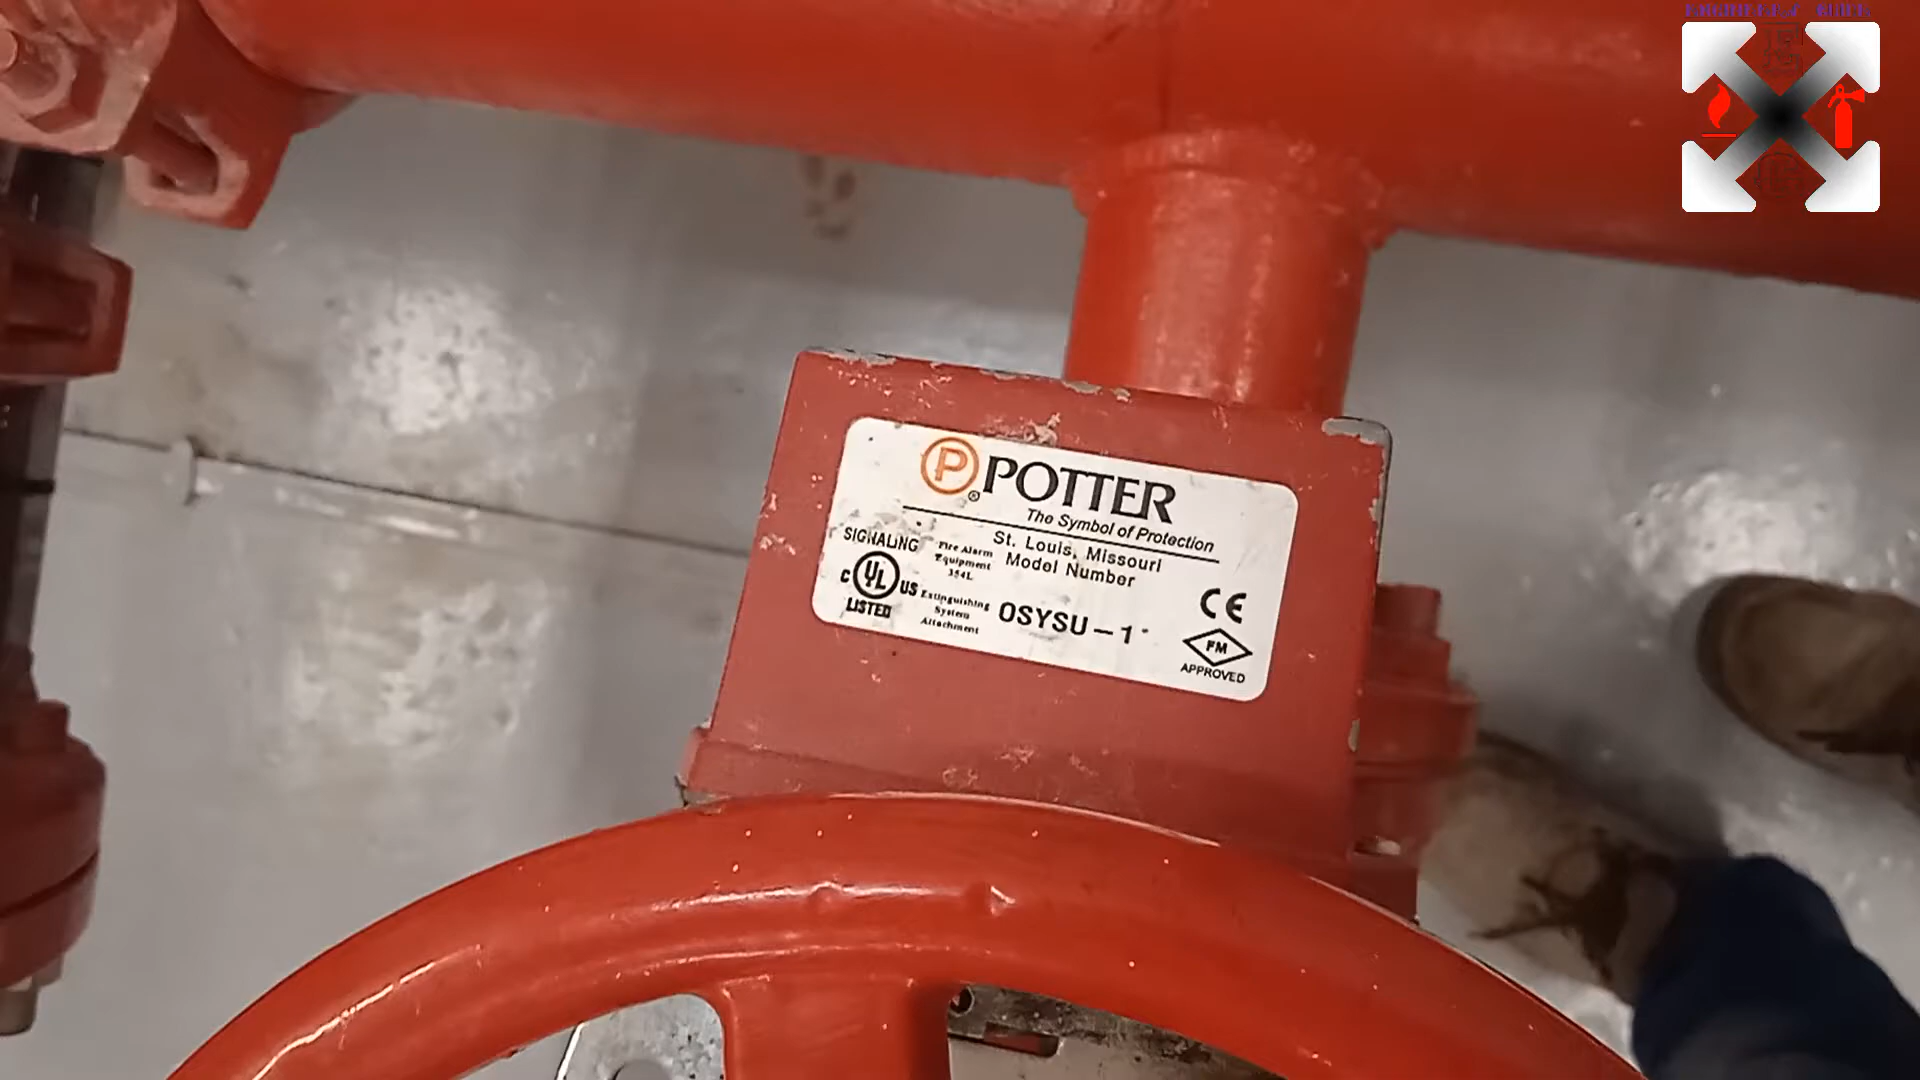 P
® POTTER
The Symbol of Protection
St. Louis, Missouri
Model Number
OSYSU-1
SIGNALING
C UL US
LISTED
Fire Alarm
Equipment
354L
Extinguishing
System
Attachment
CE
FM
APPROVED